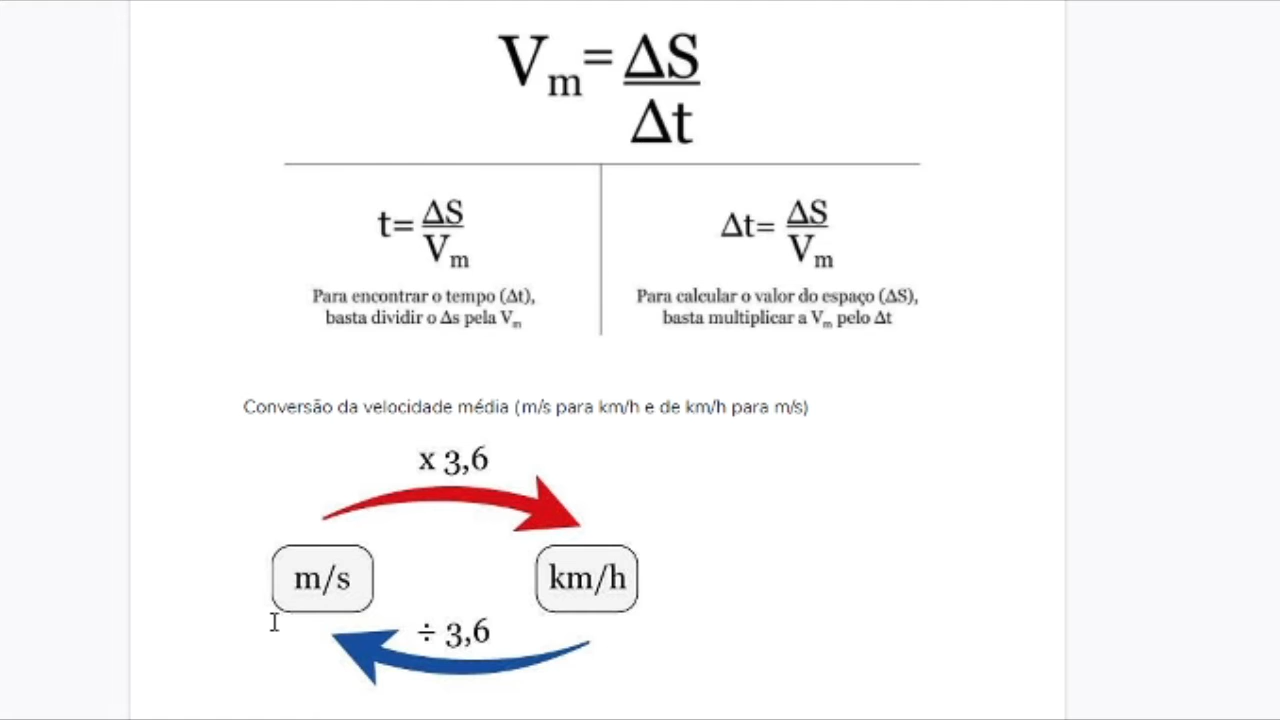 Vm= ΔS
Δt
t= ΔS
Vm
Para encontrar o tempo (Δt),
basta dividir o Δs pela Vm
Δt= ΔS
Vm
Para calcular o valor do espaço (ΔS),
basta multiplicar a Vm pelo Δt
Conversão da velocidade média (m/s para km/h e de km/h para m/s)
x 3,6
m/s
km/h
÷ 3,6